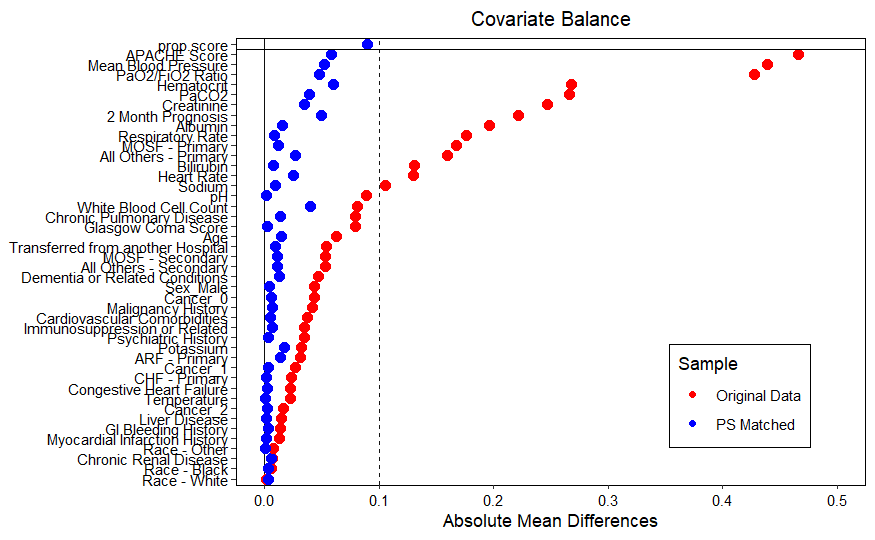 Covariate Balance
prop.score
APACHE Score
Mean Blood Pressure
PaO2/FiO2 Ratio
Hematocrit
PaCO2
Creatinine
2 Month Prognosis
Albumin
Respiratory Rate
MOSF - Primary
All Others - Primary
Bilirubin
Heart Rate
Sodium
pH
White Blood Cell Count
Chronic Pulmonary Disease
Glasgow Coma Score
Age
Transferred from another Hospital
MOSF - Secondary
All Others - Secondary
Dementia or Related Conditions
Sex_Male
Cancer_0
Malignancy History
Cardiovascular Comorbidities
Immunosuppression or Related
Psychiatric History
Potassium
ARF - Primary
Cancer_1
CHF - Primary
Congestive Heart Failure
Temperature
Cancer_2
Liver Disease
GI Bleeding History
Myocardial Infarction History
Race - Other
Chronic Renal Disease
Race - Black
Race - White
Sample
Original Data
PS Matched
0.0 0.1 0.2 0.3 0.4 0.5
Absolute Mean Differences